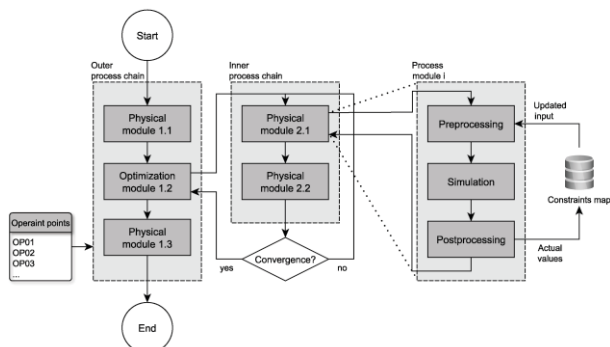 Start
Outer
process chain
Physical
module 1.1
Optimization
module 1.2
Physical
module 1.3
End
Operaint points
OP01
OP02
OP03
...
Inner
process chain
Physical
module 2.1
Physical
module 2.2
Convergence?
yes
no
Process
module i
Preprocessing
Simulation
Postprocessing
Updated
input
Constraints map
Actual
values